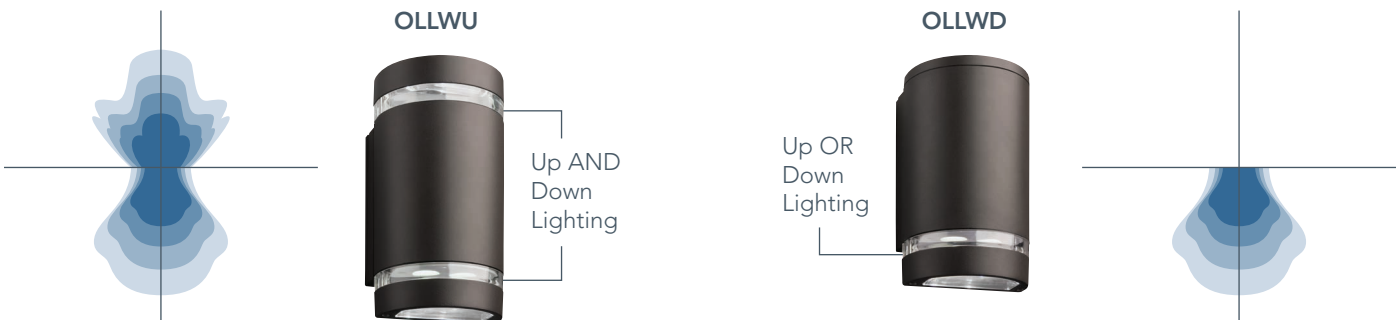 OLLWU
Up AND
Down
Lighting
OLLWD
Up OR
Down
Lighting